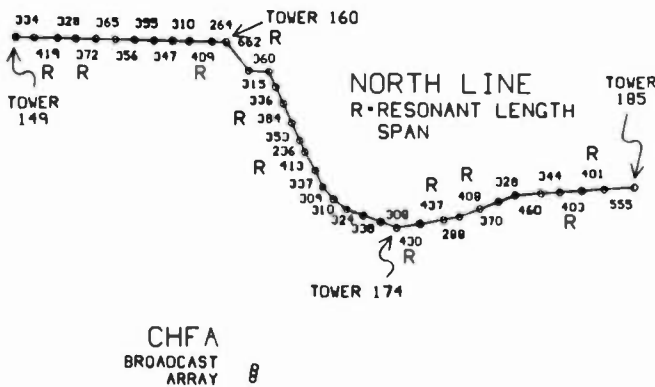 334 328 365 395 310 264 TOWER 160
419 372 356 347 409 662 R
R R R
360
315
TOWER 149
336
384
R
353
236
413
R
337
309
310
324
336
308
NORTH LINE
R=RESONANT LENGTH
SPAN
TOWER 185
R
401
R
408
R
437
328
344
430
288
370
460
403
555
R
R
TOWER 174
CHFA
BROADCAST
ARRAY